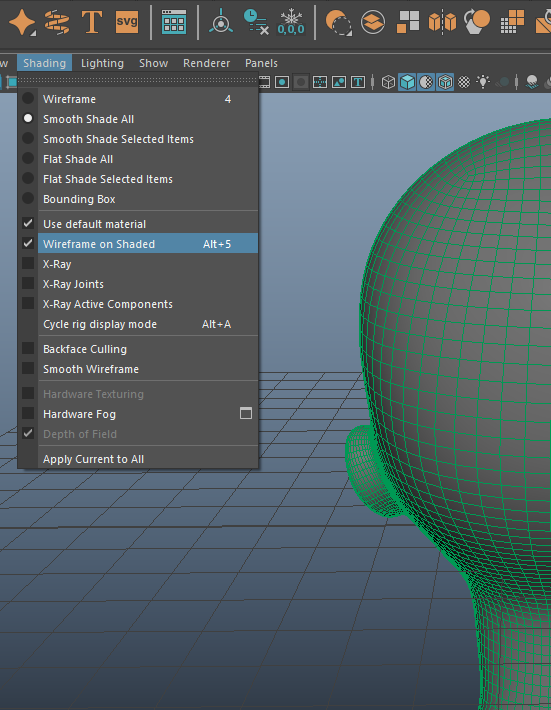 T
svg
0,0,0
w Shading Lighting Show Renderer Panels
T
Wireframe 4
Smooth Shade All
Smooth Shade Selected Items
Flat Shade All
Flat Shade Selected Items
Bounding Box
Use default material
Wireframe on Shaded Alt+5
X-Ray
X-Ray Joints
X-Ray Active Components
Cycle rig display mode Alt+A
Backface Culling
Smooth Wireframe
Hardware Texturing
Hardware Fog
Depth of Field
Apply Current to All